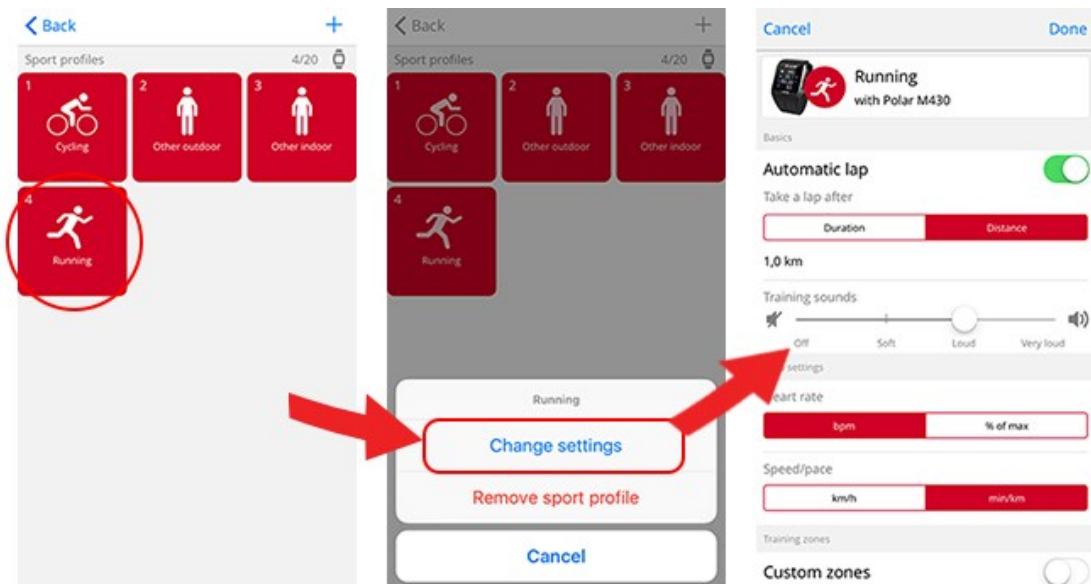 Back +
Sport profiles 4/20
1 2 3
Cycling Other outdoor Other indoor
4
Running
Back +
Sport profiles 4/20
1 2 3
Cycling Other outdoor Other indoor
4
Running
Running
Change settings
Remove sport profile
Cancel
Cancel Done
Running
with Polar M430
Basics
Automatic lap
Take a lap after
Duration Distance
1,0 km
Training sounds
Off Soft Loud Very loud
settings
eart rate
bpm % of max
Speed/pace
km/h min/km
Training zones
Custom zones